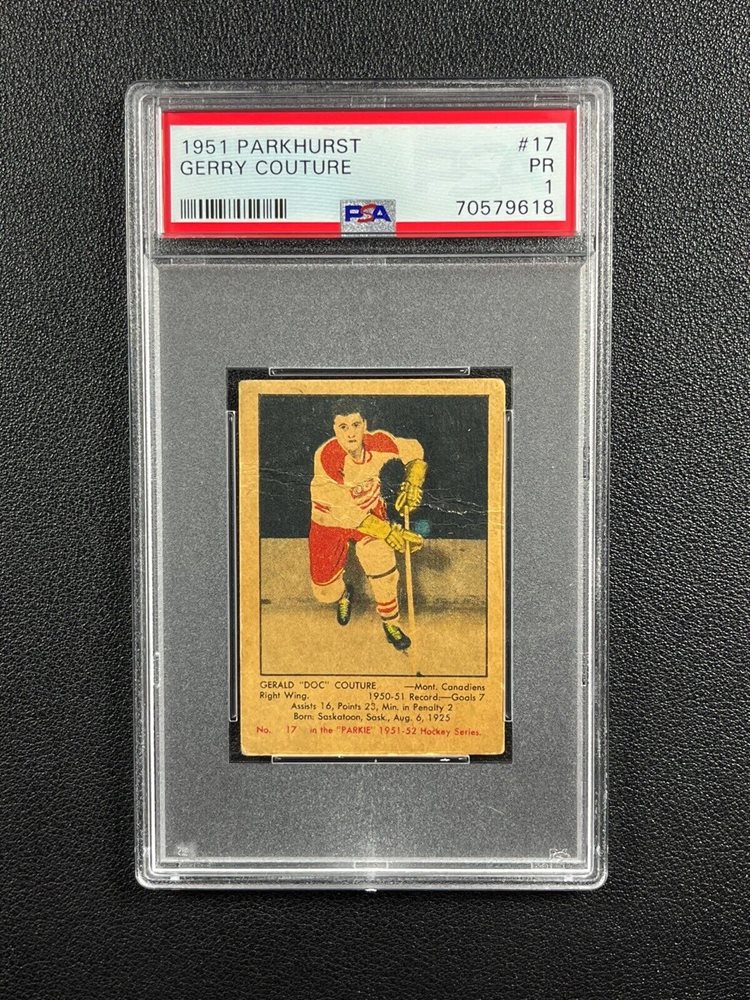 1951 PARKHURST #17
GERRY COUTURE PR
1
PSA 70579618
GERALD "DOC" COUTURE —Mont. Canadiens
Right Wing. 1950-51 Record:—Goals 7
Assists 16, Points 23, Min. in Penalty 2
Born: Saskatoon, Sask., Aug. 6, 1925
No. 17 in the "PARKIE" 1951-52 Hockey Series.